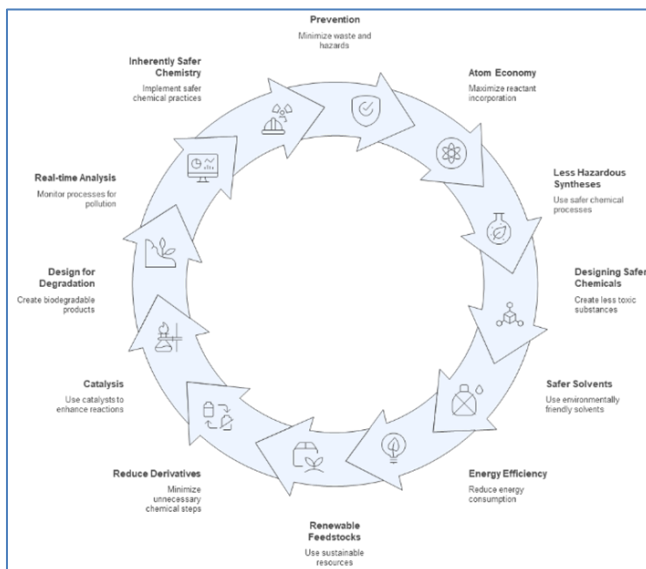 Prevention
Minimize waste and
hazards
Atom Economy
Maximize reactant
incorporation
Less Hazardous
Syntheses
Use safer chemical
processes
Designing Safer
Chemicals
Create less toxic
substances
Safer Solvents
Use environmentally
friendly solvents
Energy Efficiency
Reduce energy
consumption
Renewable
Feedstocks
Use sustainable
resources
Reduce Derivatives
Minimize
unnecessary
chemical steps
Catalysis
Use catalysts to
enhance reactions
Design for
Degradation
Create biodegradable
products
Real-time Analysis
Monitor processes for
pollution
Inherently Safer
Chemistry
Implement safer
chemical practices